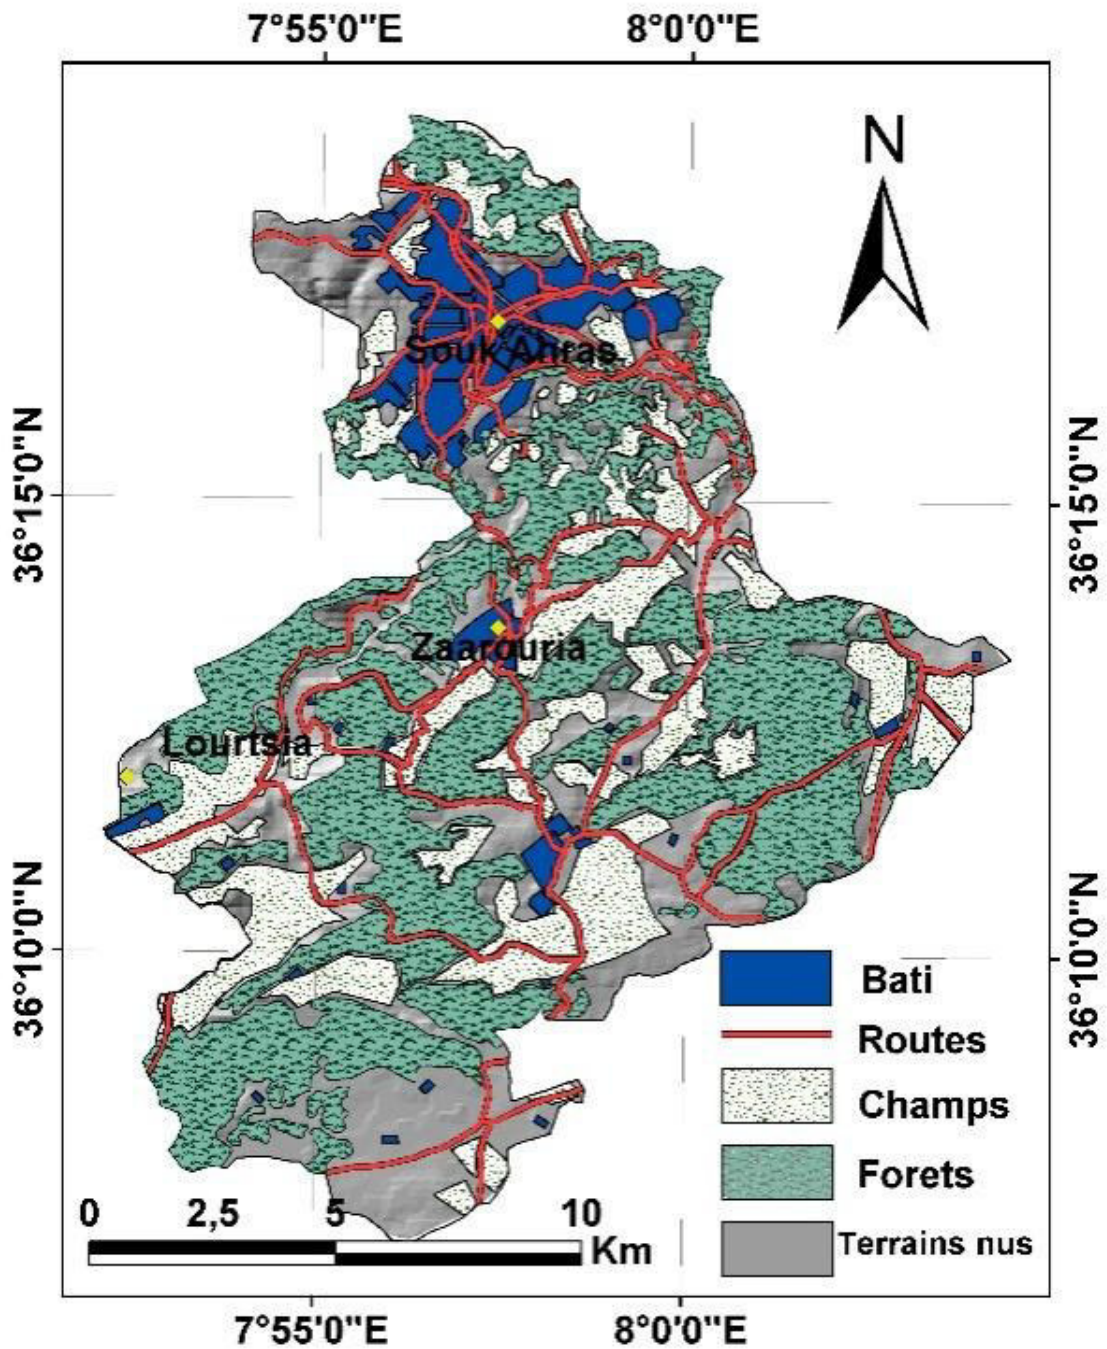 7°55'0"E 8°0'0"E
N
Souk Ahras
36°15'0"N 36°15'0"N
Zaarouria
Lourtsia
36°10'0"N 36°10'0"N
Bati
Routes
Champs
Forets
Terrains nus
0 2,5 5 10
Km
7°55'0"E 8°0'0"E